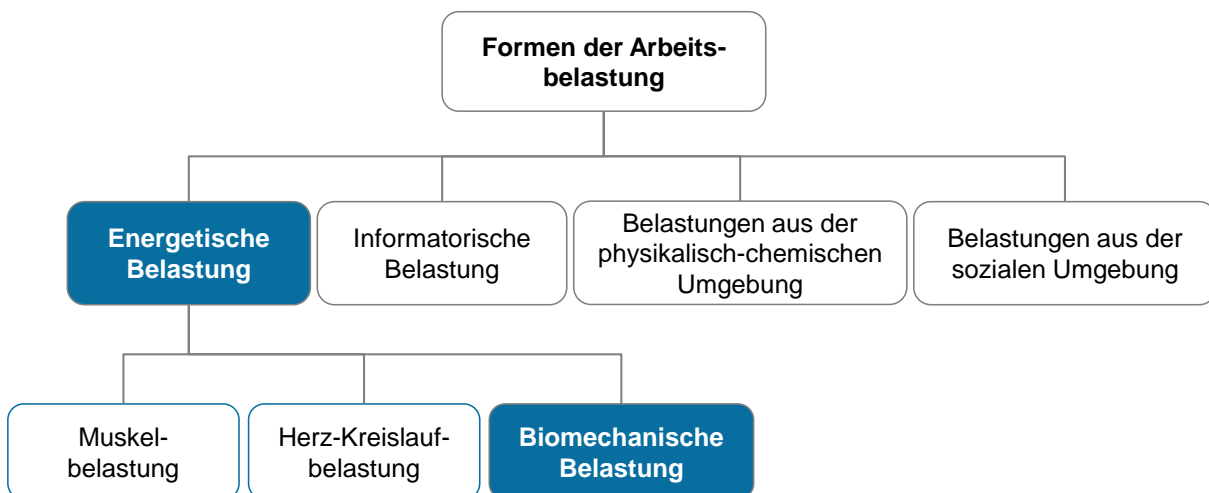 Formen der Arbeits-
belastung
Energetische
Belastung
Informatorische
Belastung
Belastungen aus der
physikalisch-chemischen
Umgebung
Belastungen aus der
sozialen Umgebung
Muskel-
belastung
Herz-Kreislauf-
belastung
Biomechanische
Belastung